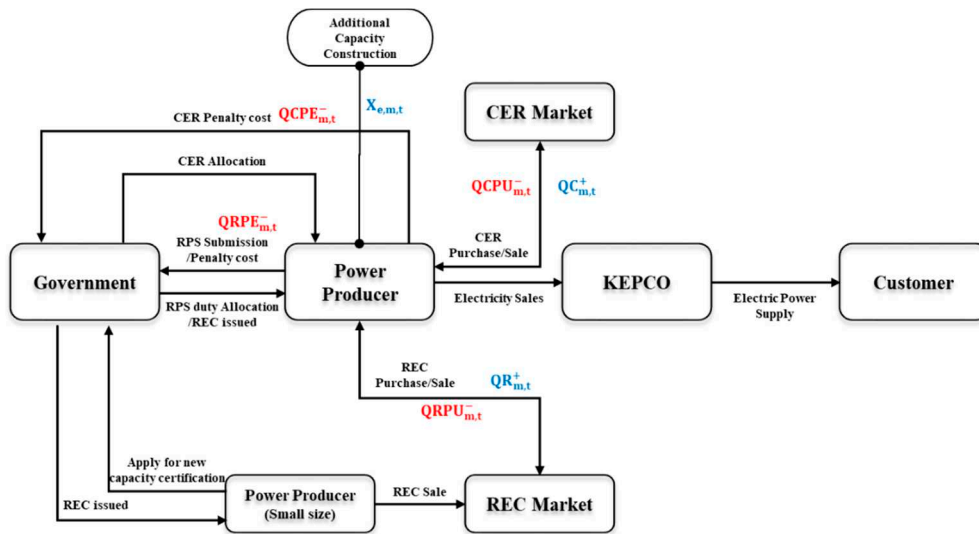 Additional
Capacity
Construction
CER Penalty cost
QCPE⁻m,t
Xe,m,t
CER Market
CER Allocation
QCPU⁻m,t
QC⁺m,t
QRPE⁻m,t
RPS Submission
/Penalty cost
CER
Purchase/Sale
Government
Power
Producer
KEPCO
Customer
RPS duty Allocation
/REC issued
Electricity Sales
Electric Power
Supply
REC
Purchase/Sale
QR⁺m,t
QRPU⁻m,t
Apply for new
capacity certification
REC issued
Power Producer
(Small size)
REC Sale
REC Market